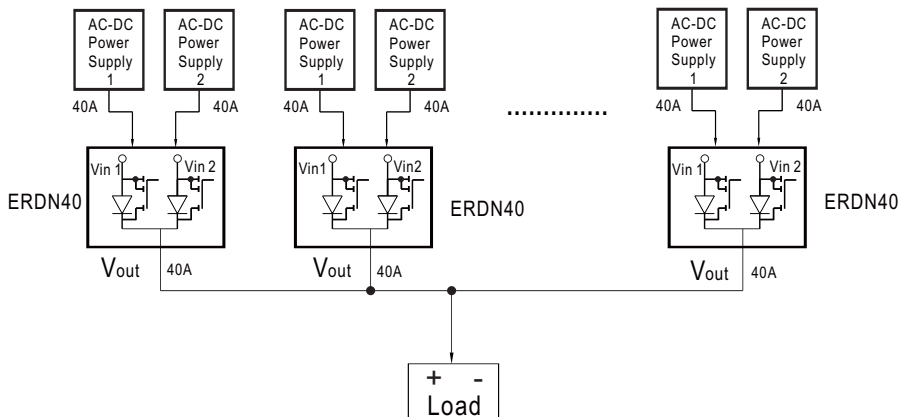 AC-DC
Power
Supply
1
AC-DC
Power
Supply
2
AC-DC
Power
Supply
1
AC-DC
Power
Supply
2
AC-DC
Power
Supply
1
AC-DC
Power
Supply
2
40A
40A
40A
40A
40A
40A
Vin 1
Vin 2
Vin1
Vin2
Vin 1
Vin 2
ERDN40
ERDN40
ERDN40
Vout
40A
Vout
40A
Vout
40A
+ -
Load